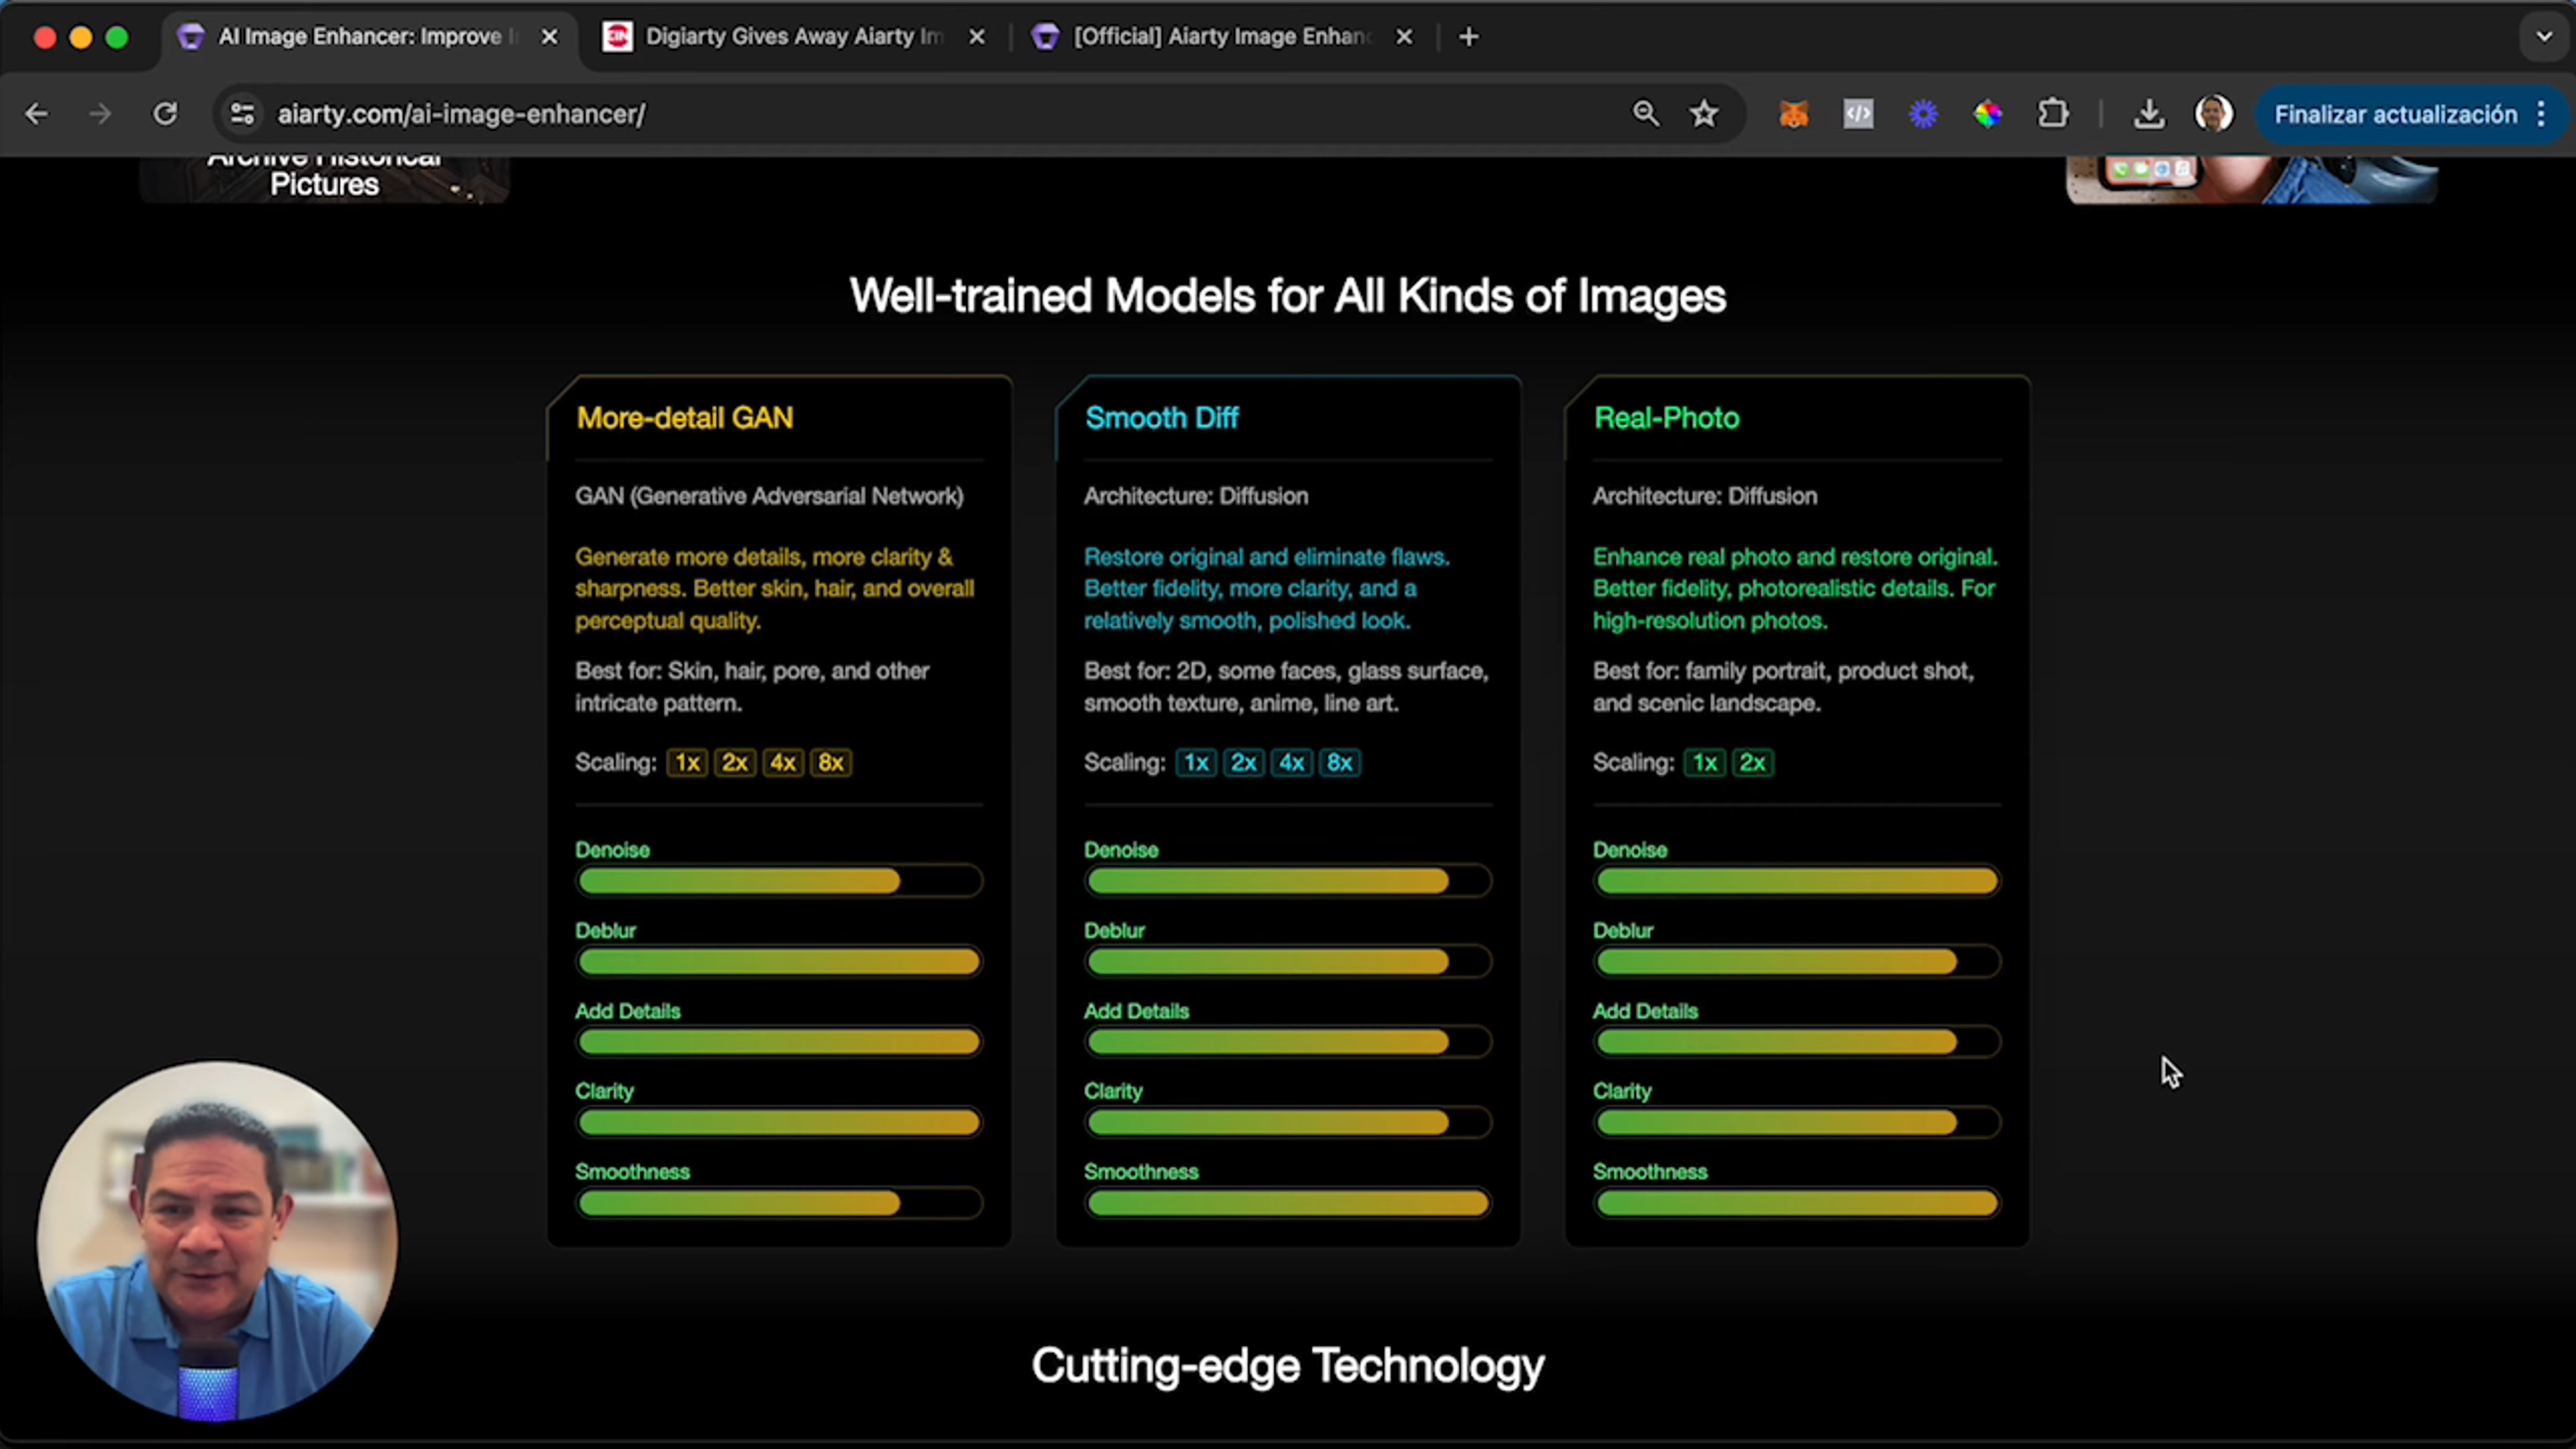 AI Image Enhancer: Improve I
Digiarty Gives Away Aiarty Im
[Official] Aiarty Image Enhanc
aiarty.com/ai-image-enhancer/
Finalizar actualización
Archive Historical
Pictures
Well-trained Models for All Kinds of Images
More-detail GAN
GAN (Generative Adversarial Network)
Generate more details, more clarity &
sharpness. Better skin, hair, and overall
perceptual quality.
Best for: Skin, hair, pore, and other
intricate pattern.
Scaling: 1x 2x 4x 8x
Denoise
Deblur
Add Details
Clarity
Smoothness
Smooth Diff
Architecture: Diffusion
Restore original and eliminate flaws.
Better fidelity, more clarity, and a
relatively smooth, polished look.
Best for: 2D, some faces, glass surface,
smooth texture, anime, line art.
Scaling: 1x 2x 4x 8x
Denoise
Deblur
Add Details
Clarity
Smoothness
Real-Photo
Architecture: Diffusion
Enhance real photo and restore original.
Better fidelity, photorealistic details. For
high-resolution photos.
Best for: family portrait, product shot,
and scenic landscape.
Scaling: 1x 2x
Denoise
Deblur
Add Details
Clarity
Smoothness
Cutting-edge Technology